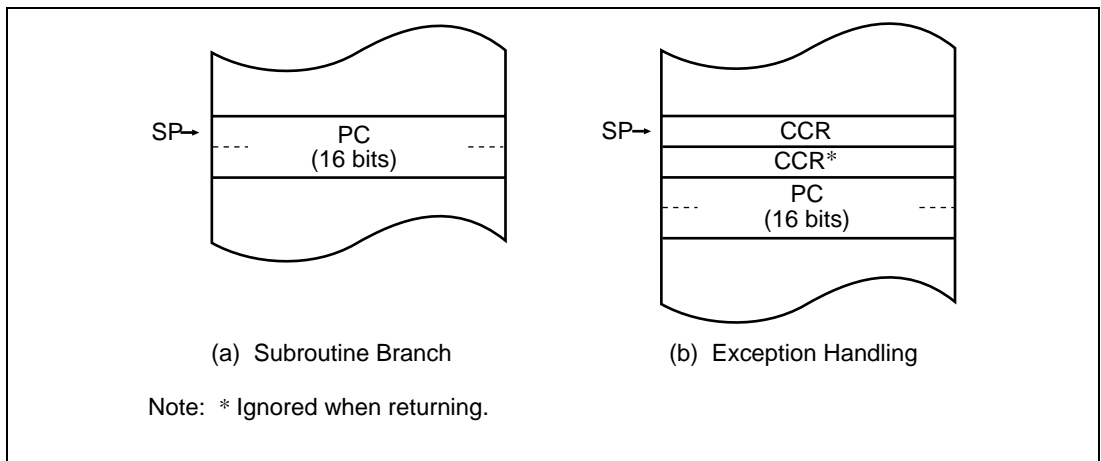 SP
PC
(16 bits)
(a) Subroutine Branch
SP
CCR
CCR*
PC
(16 bits)
(b) Exception Handling
Note: * Ignored when returning.